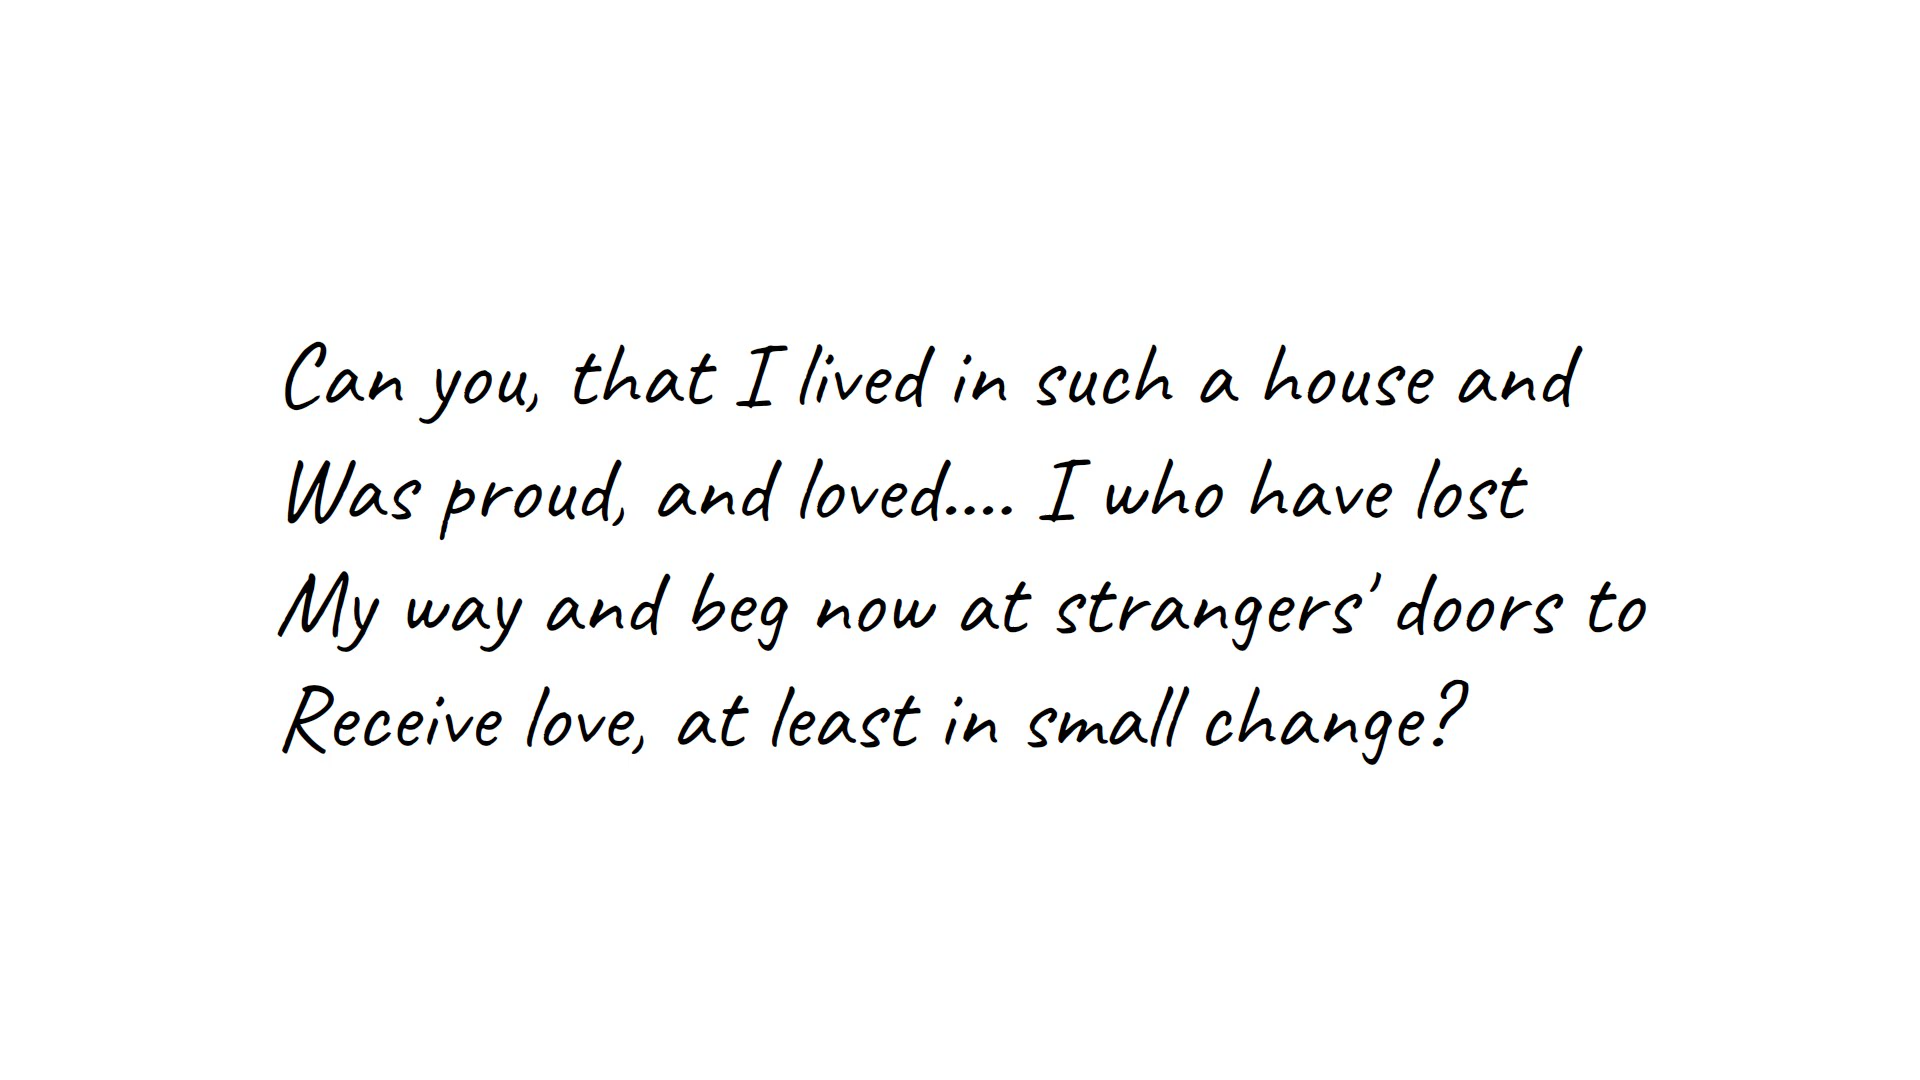 Can you, that I lived in such a house and
Was proud, and loved.... I who have lost
My way and beg now at strangers' doors to
Receive love, at least in small change?